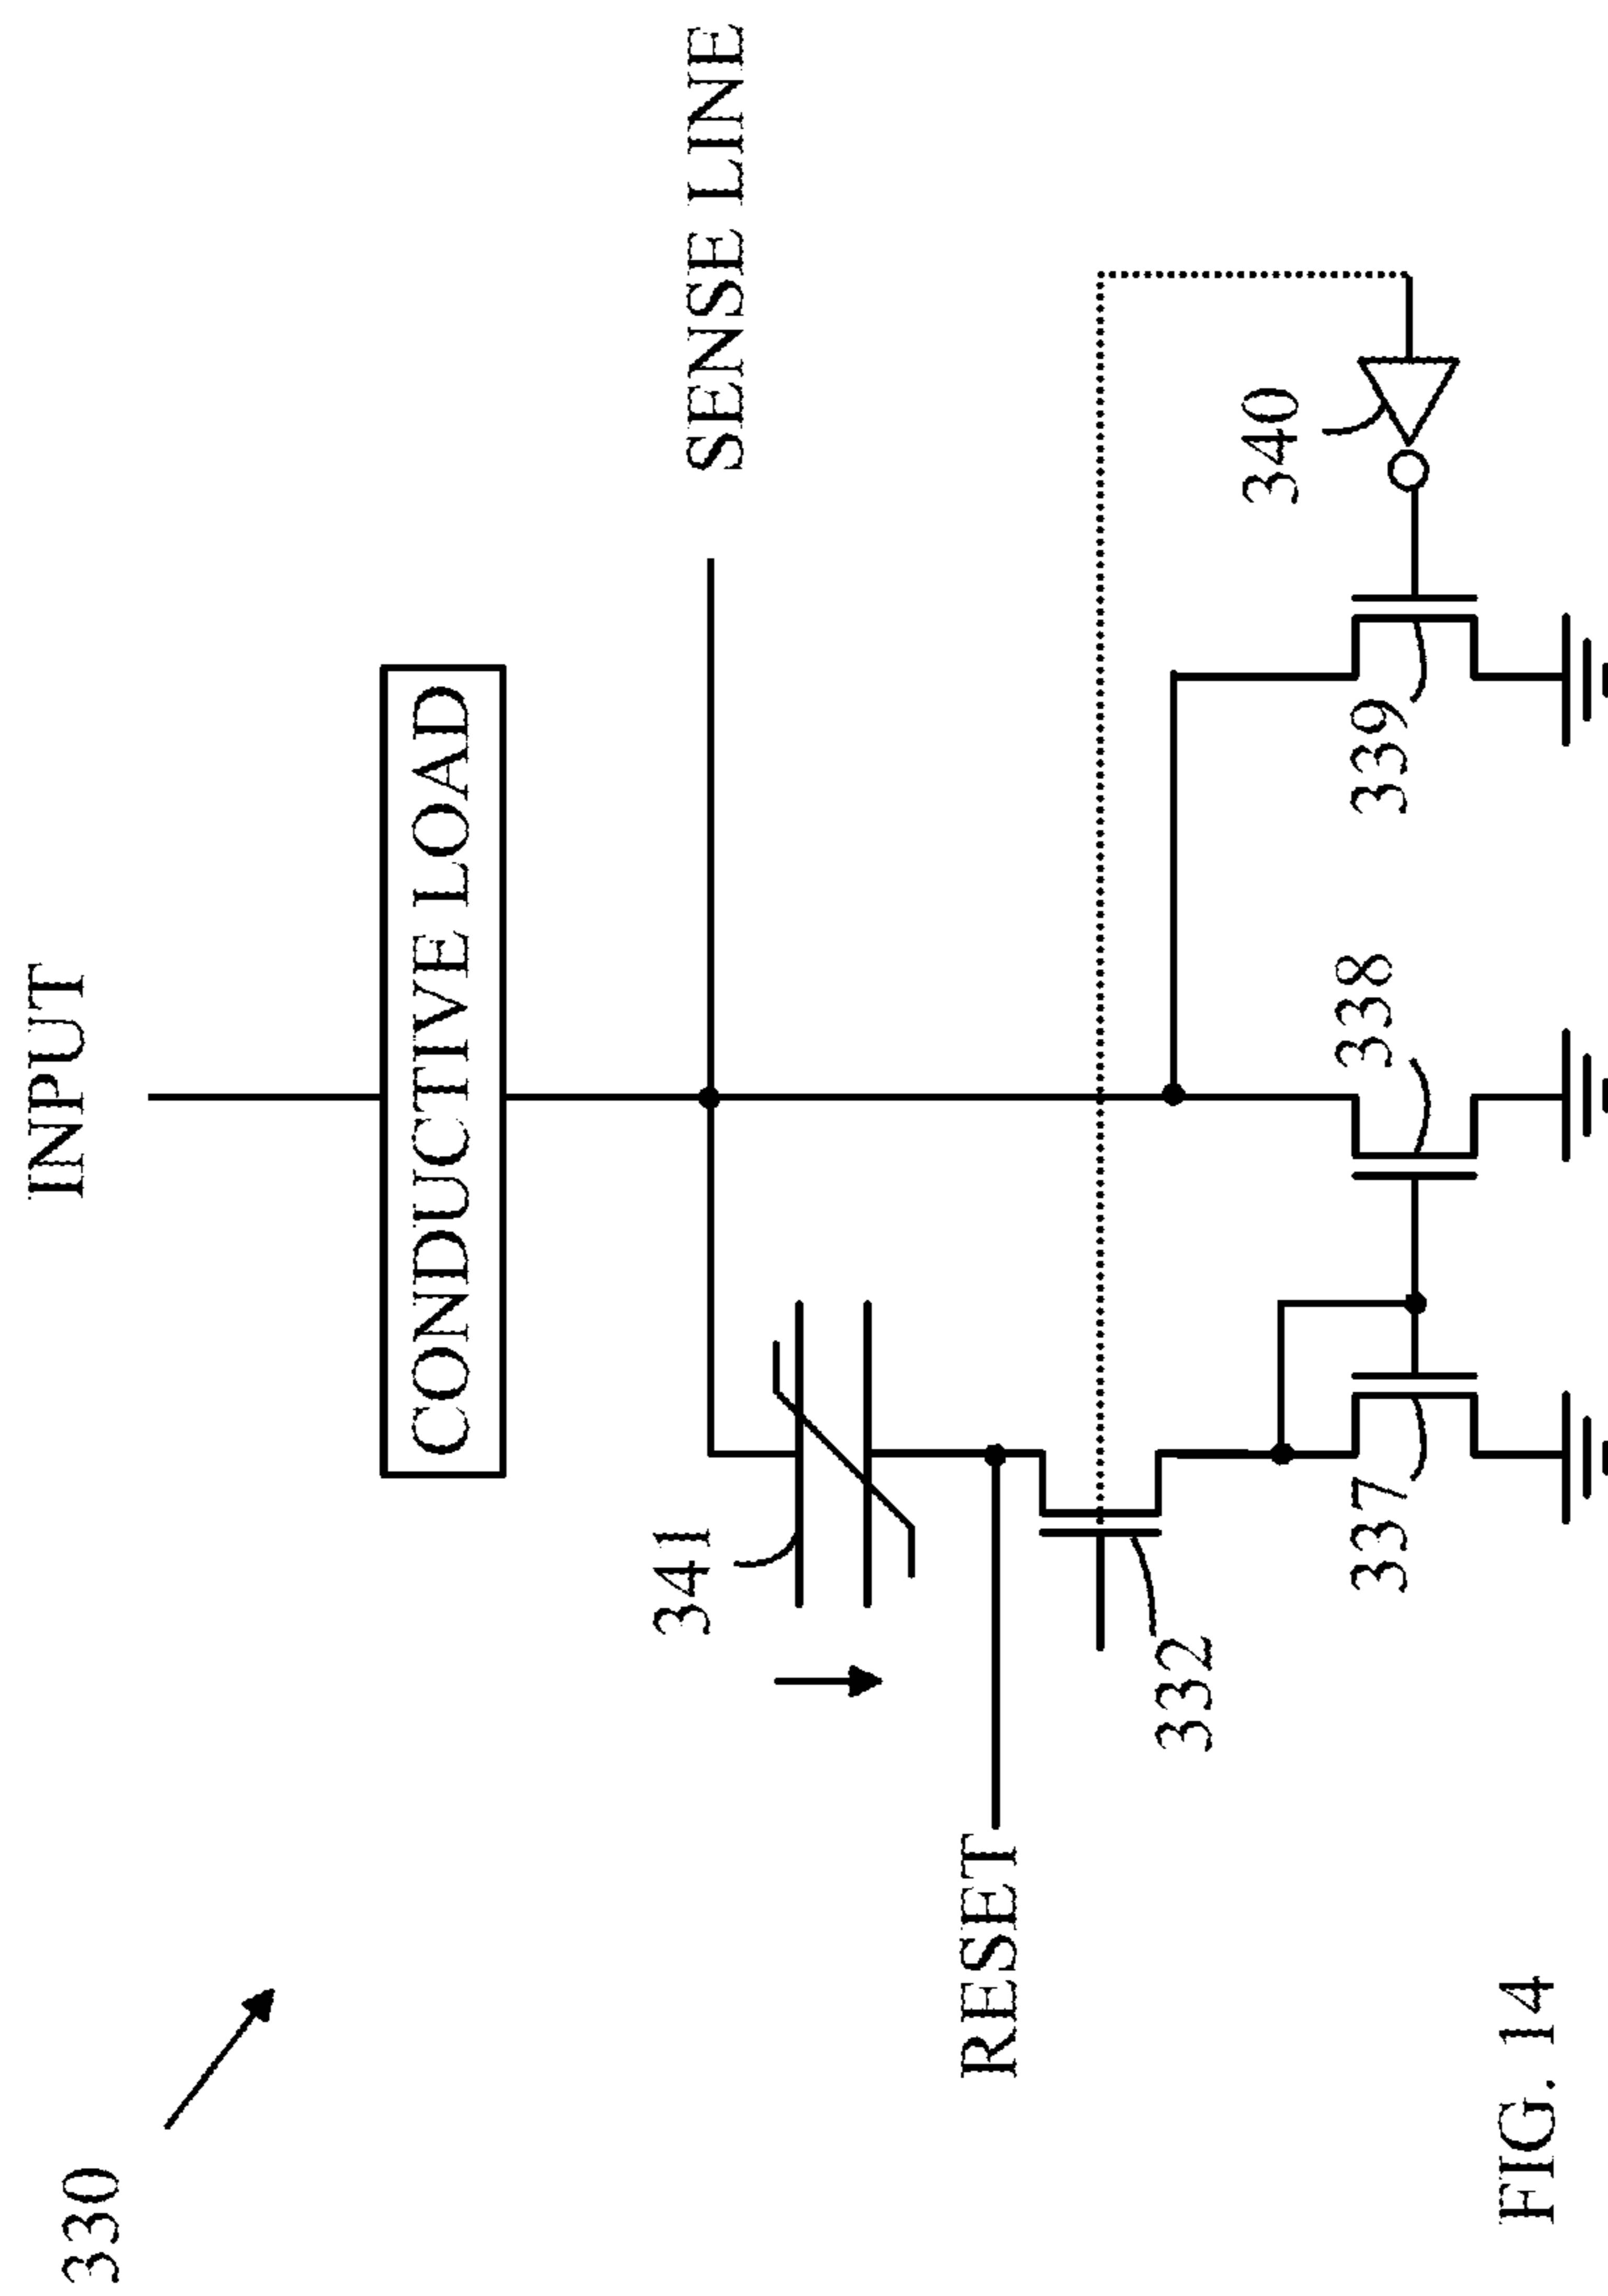 330
INPUT
CONDUCTIVE LOAD
341
SENSE LINE
RESET
332
340
337
338
339
FIG. 14